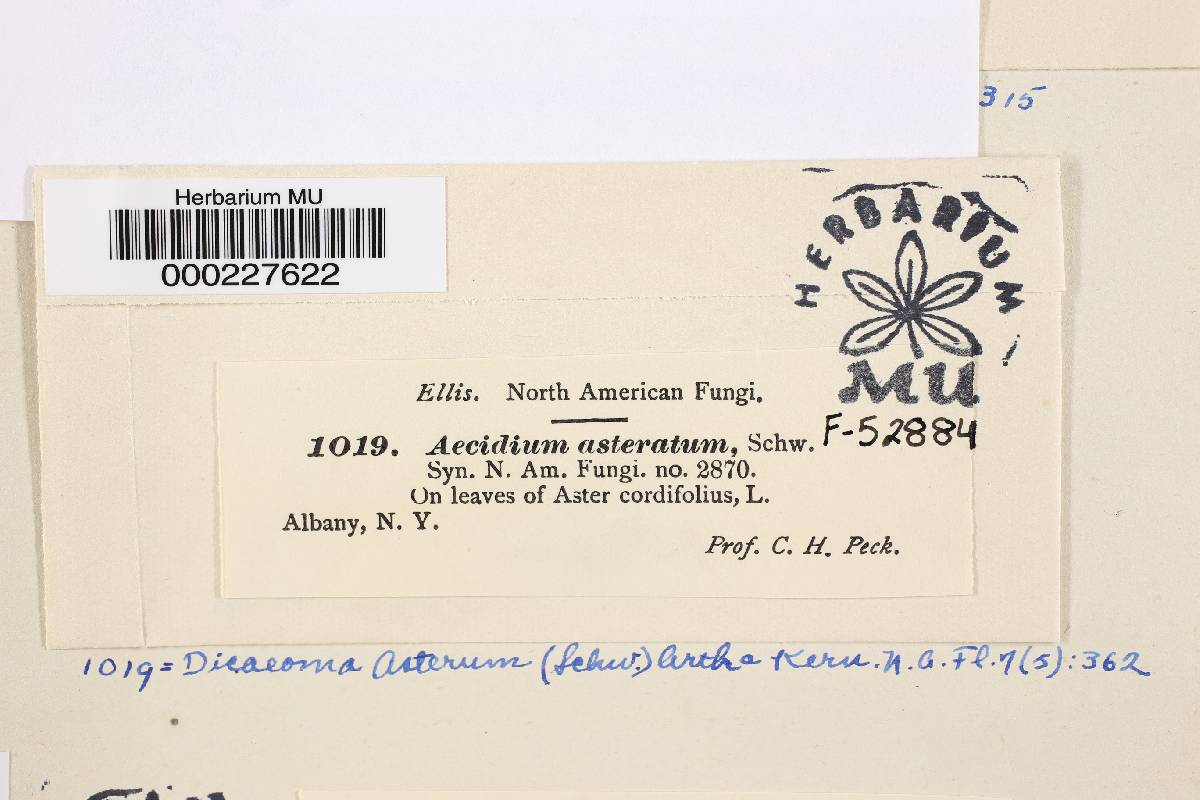 315
Herbarium MU
000227622
HERBARIUM
MU
F-52884
Ellis. North American Fungi.
1019. Aecidium asteratum, Schw.
Syn. N. Am. Fungi. no. 2870.
On leaves of Aster cordifolius, L.
Albany, N. Y.
Prof. C. H. Peck.
1019 = Dicaeoma Asterum (Schw.) Arth & Kern. N. A. Fl. 7(5): 362